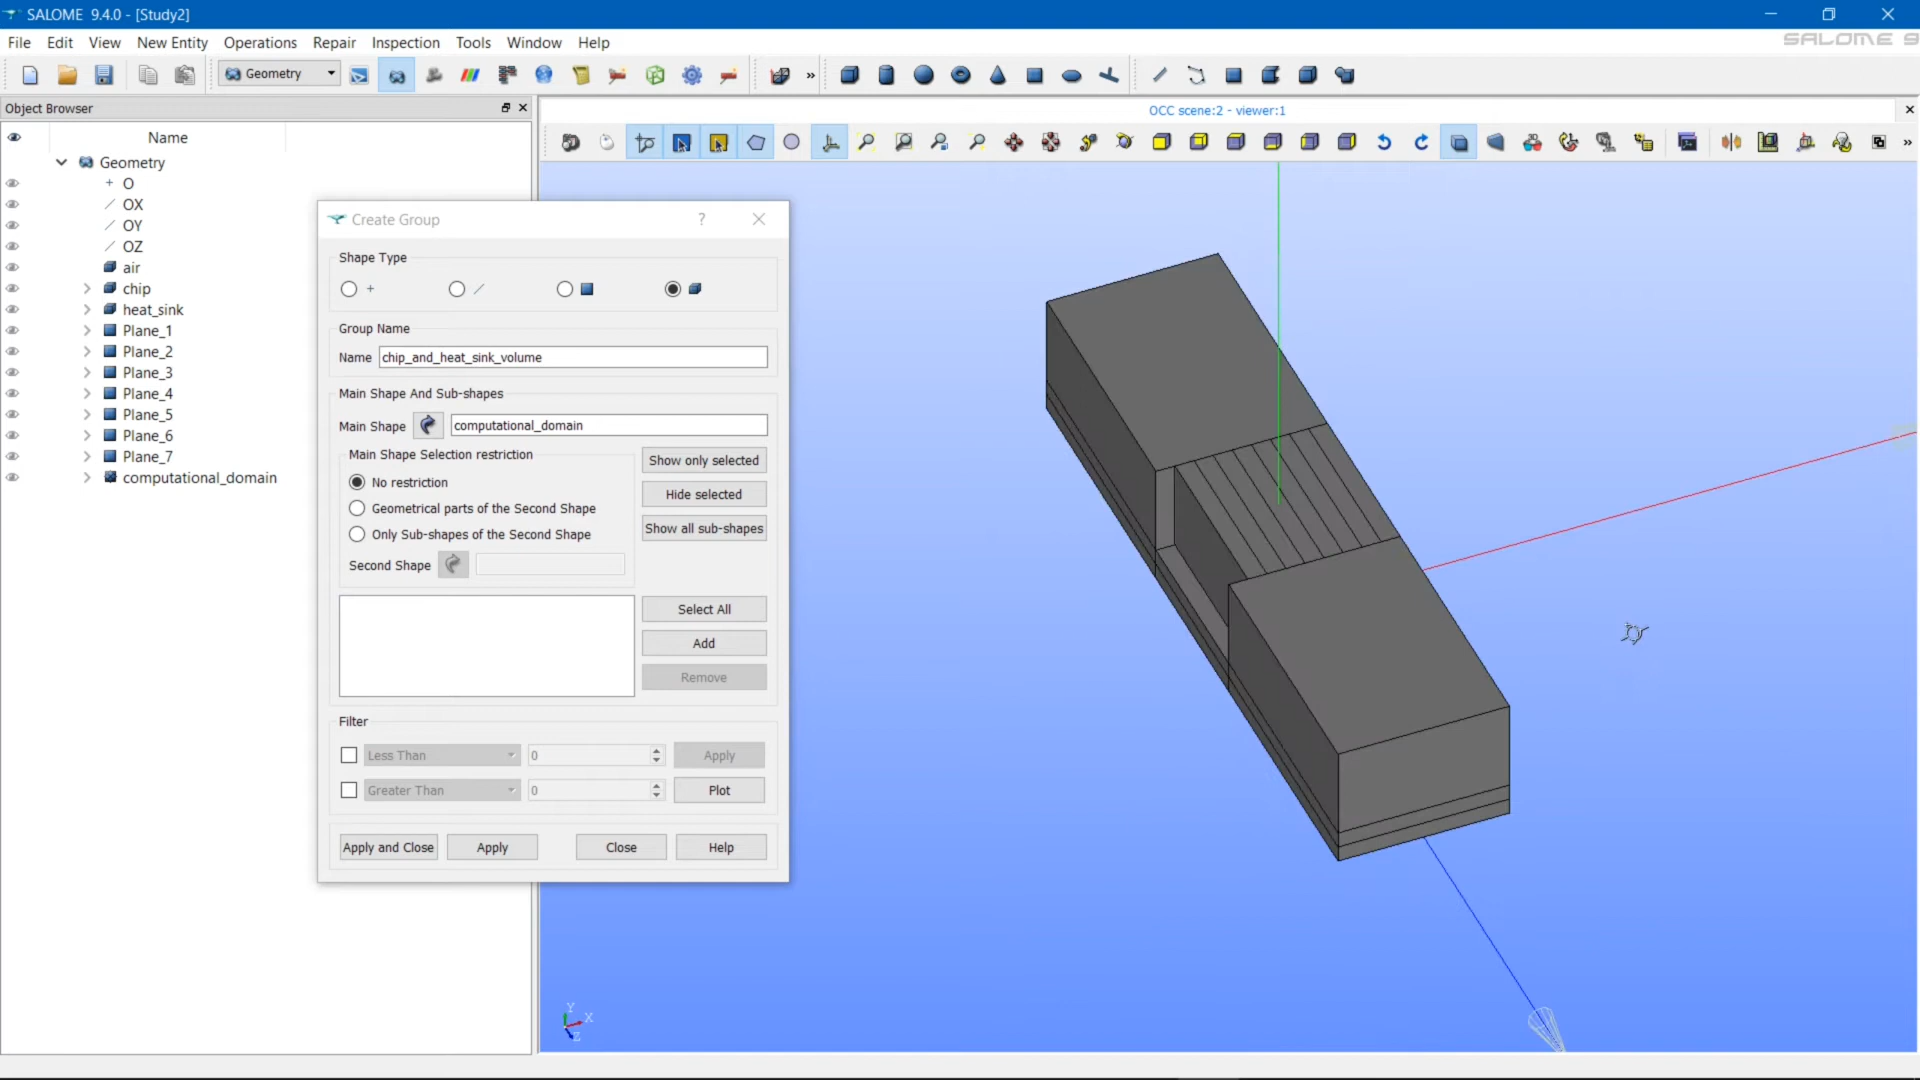 SALOME 9.4.0 - [Study2]
File Edit View New Entity Operations Repair Inspection Tools Window Help
SALOME 9
Geometry
»
Object Browser
OCC scene:2 - viewer:1
Name
»
Geometry
O
OX
OY
OZ
air
chip
heat_sink
Plane_1
Plane_2
Plane_3
Plane_4
Plane_5
Plane_6
Plane_7
computational_domain
Create Group
?
Shape Type
Group Name
Name chip_and_heat_sink_volume
Main Shape And Sub-shapes
Main Shape computational_domain
Main Shape Selection restriction
Show only selected
No restriction
Hide selected
Geometrical parts of the Second Shape
Show all sub-shapes
Only Sub-shapes of the Second Shape
Second Shape
Select All
Add
Remove
Filter
Less Than 0 Apply
Greater Than 0 Plot
Apply and Close Apply Close Help
Y
X
Z